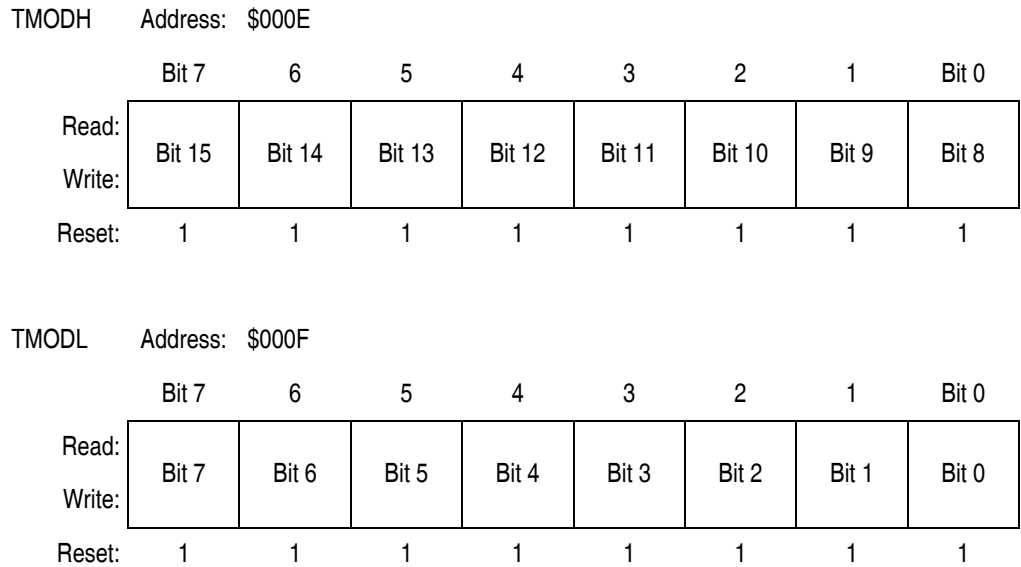 TMODH Address: $000E
Bit 7 6 5 4 3 2 1 Bit 0
Read:
Bit 15 Bit 14 Bit 13 Bit 12 Bit 11 Bit 10 Bit 9 Bit 8
Write:
Reset: 1 1 1 1 1 1 1 1
TMODL Address: $000F
Bit 7 6 5 4 3 2 1 Bit 0
Read:
Bit 7 Bit 6 Bit 5 Bit 4 Bit 3 Bit 2 Bit 1 Bit 0
Write:
Reset: 1 1 1 1 1 1 1 1